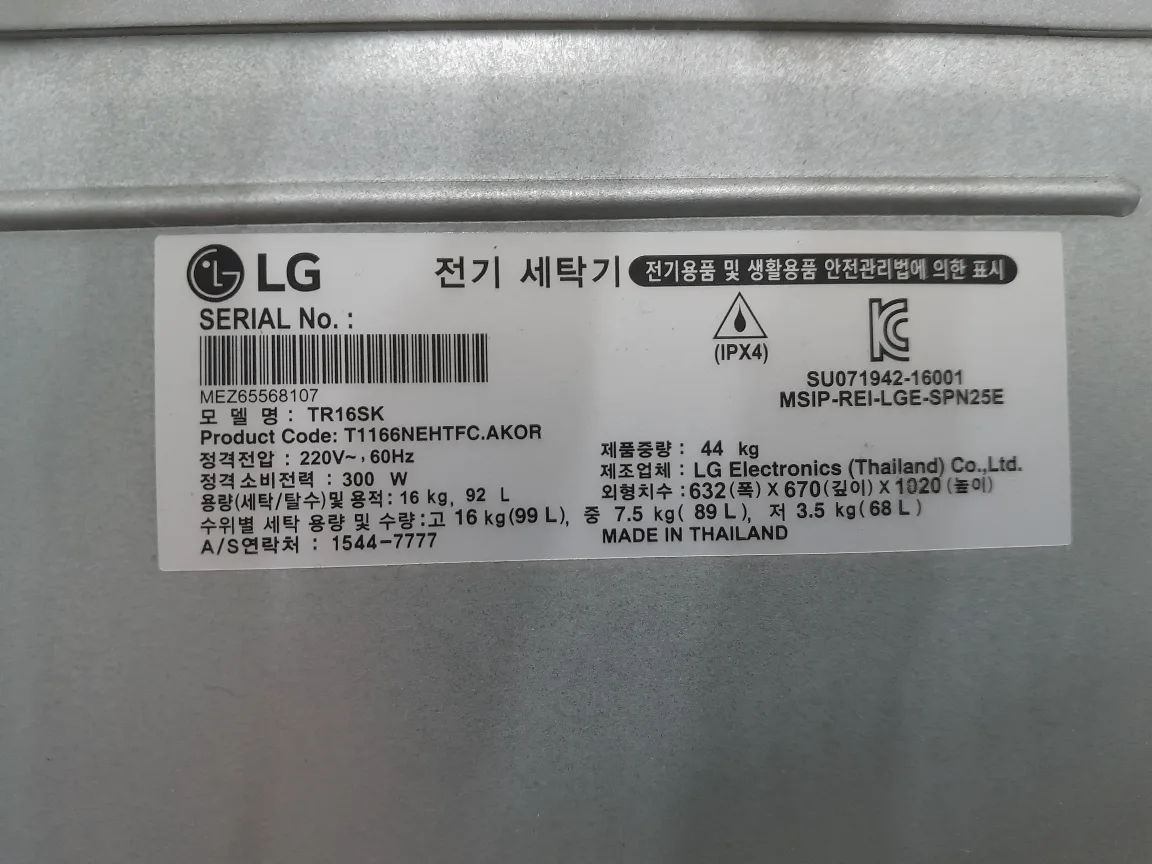 LG 전기 세탁기 전기용품 및 생활용품 안전관리법에 의한 표시
SERIAL No. :
(IPX4)
MEZ65568107
SU071942-16001
MSIP-REI-LGE-SPN25E
모 델 명 : TR16SK
Product Code: T1166NEHTFC.AKOR
정격전압 : 220V~, 60Hz
정격소비전력 : 300 W
용량(세탁/탈수)및 용적: 16 kg, 92 L
제품중량 : 44 kg
제조업체 : LG Electronics (Thailand) Co.,Ltd.
외형치수 : 632(폭) X 670(깊이) X 1020(높이)
수위별 세탁 용량 및 수량:고 16 kg(99 L), 중 7.5 kg( 89 L), 저 3.5 kg(68 L)
A/S연락처 : 1544-7777
MADE IN THAILAND